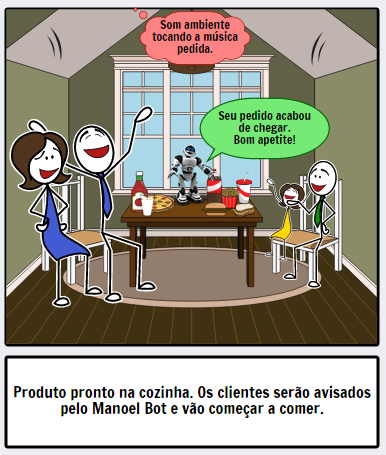 Som ambiente
tocando a música
pedida.
Seu pedido acabou
de chegar.
Bom apetite!
Produto pronto na cozinha. Os clientes serão avisados
pelo Manoel Bot e vão começar a comer.